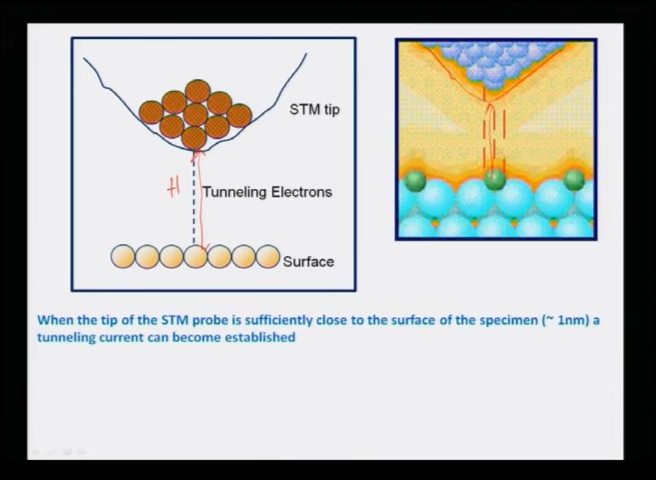 STM tip
H
Tunneling Electrons
Surface
When the tip of the STM probe is sufficiently close to the surface of the specimen (~ 1nm) a
tunneling current can become established